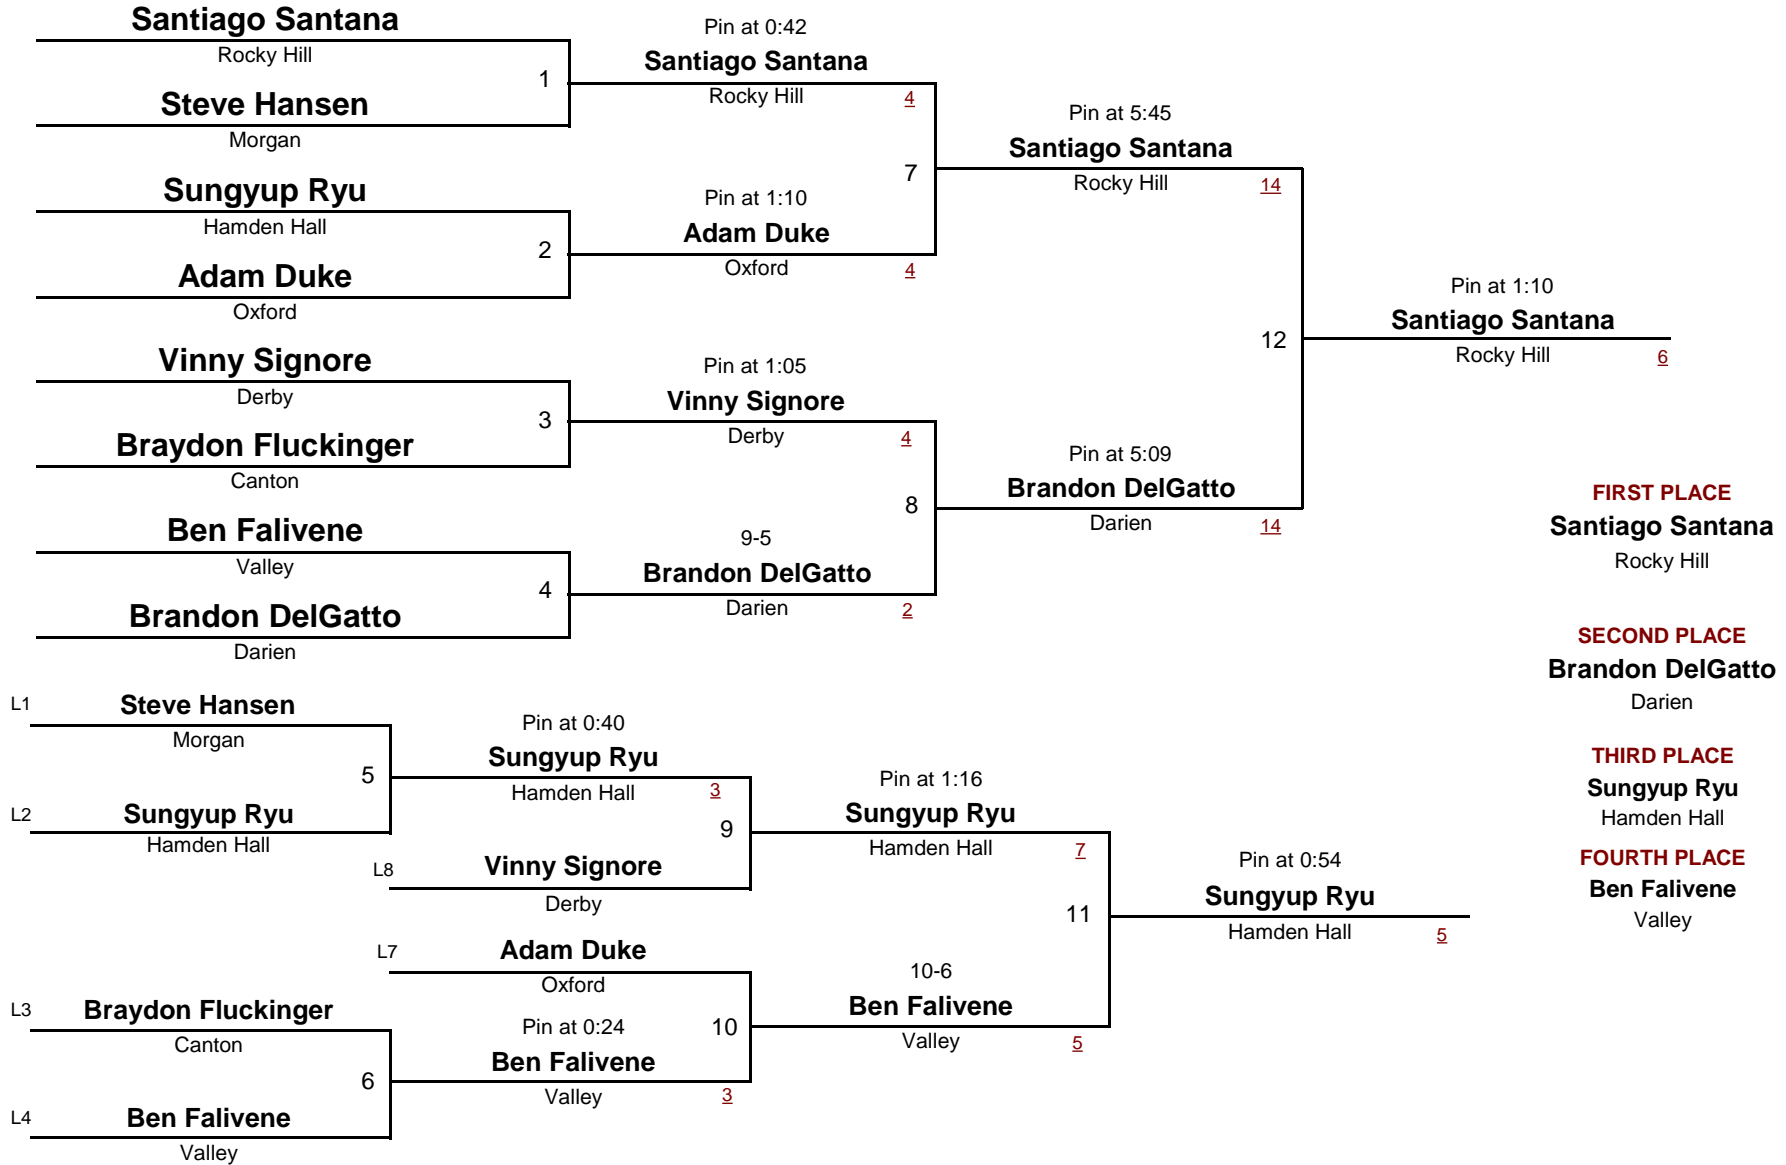 Santiago Santana
Rocky Hill
1
Steve Hansen
Morgan
Sungyup Ryu
Hamden Hall
2
Adam Duke
Oxford
Vinny Signore
Derby
3
Braydon Fluckinger
Canton
Ben Falivene
Valley
4
Brandon DelGatto
Darien
Pin at 0:42
Santiago Santana
Rocky Hill 4
7
Pin at 1:10
Adam Duke
Oxford 4
Pin at 1:05
Vinny Signore
Derby 4
8
9-5
Brandon DelGatto
Darien 2
Pin at 5:45
Santiago Santana
Rocky Hill 14
12
Pin at 5:09
Brandon DelGatto
Darien 14
Pin at 1:10
Santiago Santana
Rocky Hill 6
FIRST PLACE
Santiago Santana
Rocky Hill
SECOND PLACE
Brandon DelGatto
Darien
THIRD PLACE
Sungyup Ryu
Hamden Hall
FOURTH PLACE
Ben Falivene
Valley
L1 Steve Hansen
Morgan
5
L2 Sungyup Ryu
Hamden Hall
L3 Braydon Fluckinger
Canton
6
L4 Ben Falivene
Valley
Pin at 0:40
Sungyup Ryu
Hamden Hall 3
9
L8 Vinny Signore
Derby
L7 Adam Duke
Oxford
10
Pin at 0:24
Ben Falivene
Valley 3
Pin at 1:16
Sungyup Ryu
Hamden Hall 7
11
10-6
Ben Falivene
Valley 5
Pin at 0:54
Sungyup Ryu
Hamden Hall 5